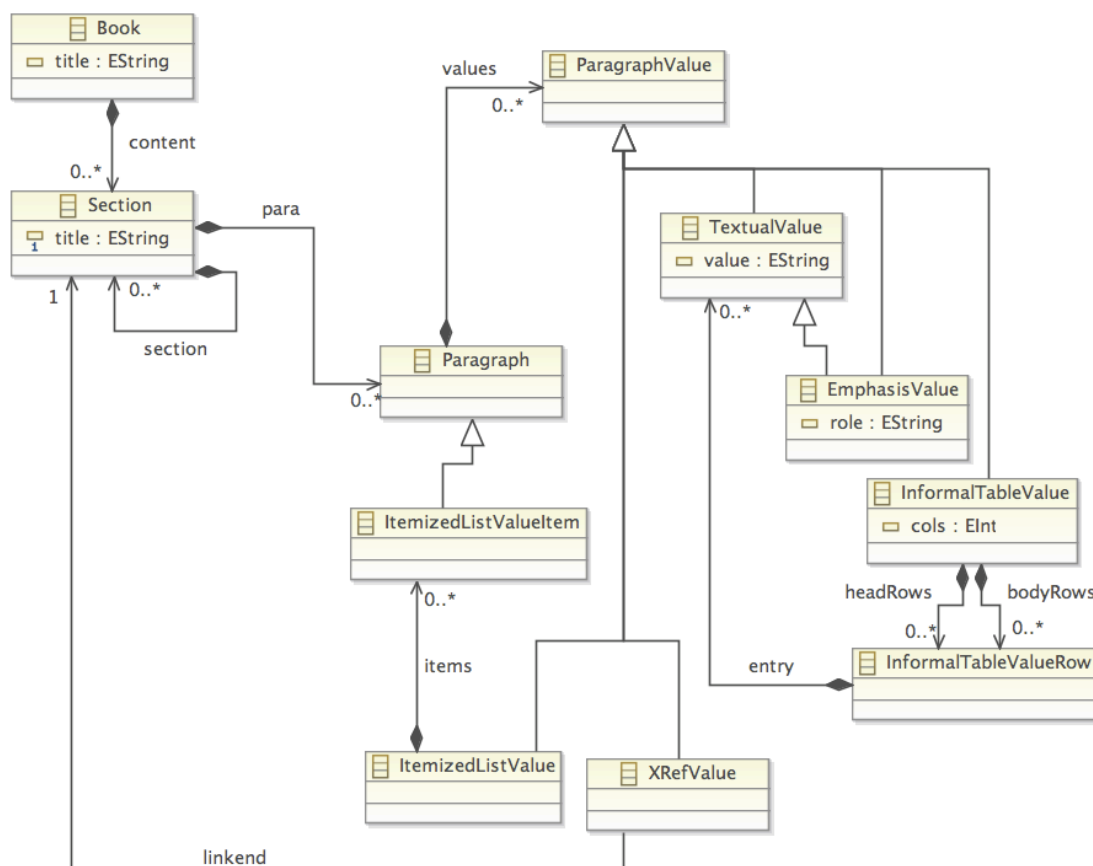 Book
title : EString
content
0..*
Section
1
title : EString
para
0..*
section
1
0..*
values
0..*
ParagraphValue
Paragraph
TextualValue
value : EString
0..*
EmphasisValue
role : EString
InformalTableValue
cols : EInt
headRows
bodyRows
0..*
0..*
InformalTableValueRow
entry
ItemizedListValueItem
0..*
items
ItemizedListValue
XRefValue
linkend